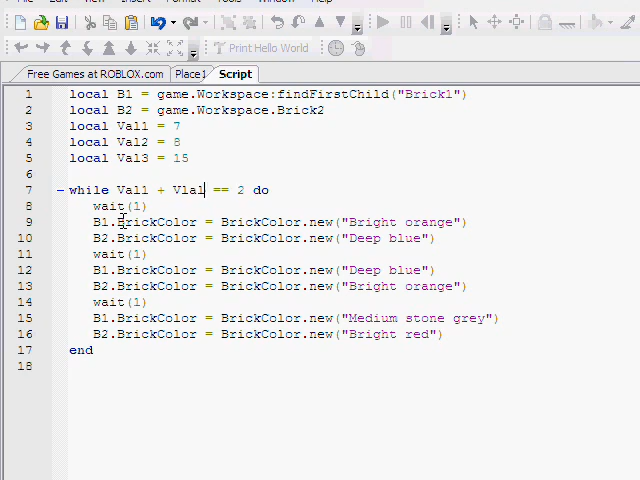 Print Hello World
Free Games at ROBLOX.com Place1 Script
1 local B1 = game.Workspace:findFirstChild("Brick1")
2 local B2 = game.Workspace.Brick2
3 local Val1 = 7
4 local Val2 = 8
5 local Val3 = 15
6
7 while Val1 + Vlal == 2 do
8 wait(1)
9 B1.BrickColor = BrickColor.new("Bright orange")
10 B2.BrickColor = BrickColor.new("Deep blue")
11 wait(1)
12 B1.BrickColor = BrickColor.new("Deep blue")
13 B2.BrickColor = BrickColor.new("Bright orange")
14 wait(1)
15 B1.BrickColor = BrickColor.new("Medium stone grey")
16 B2.BrickColor = BrickColor.new("Bright red")
17 end
18